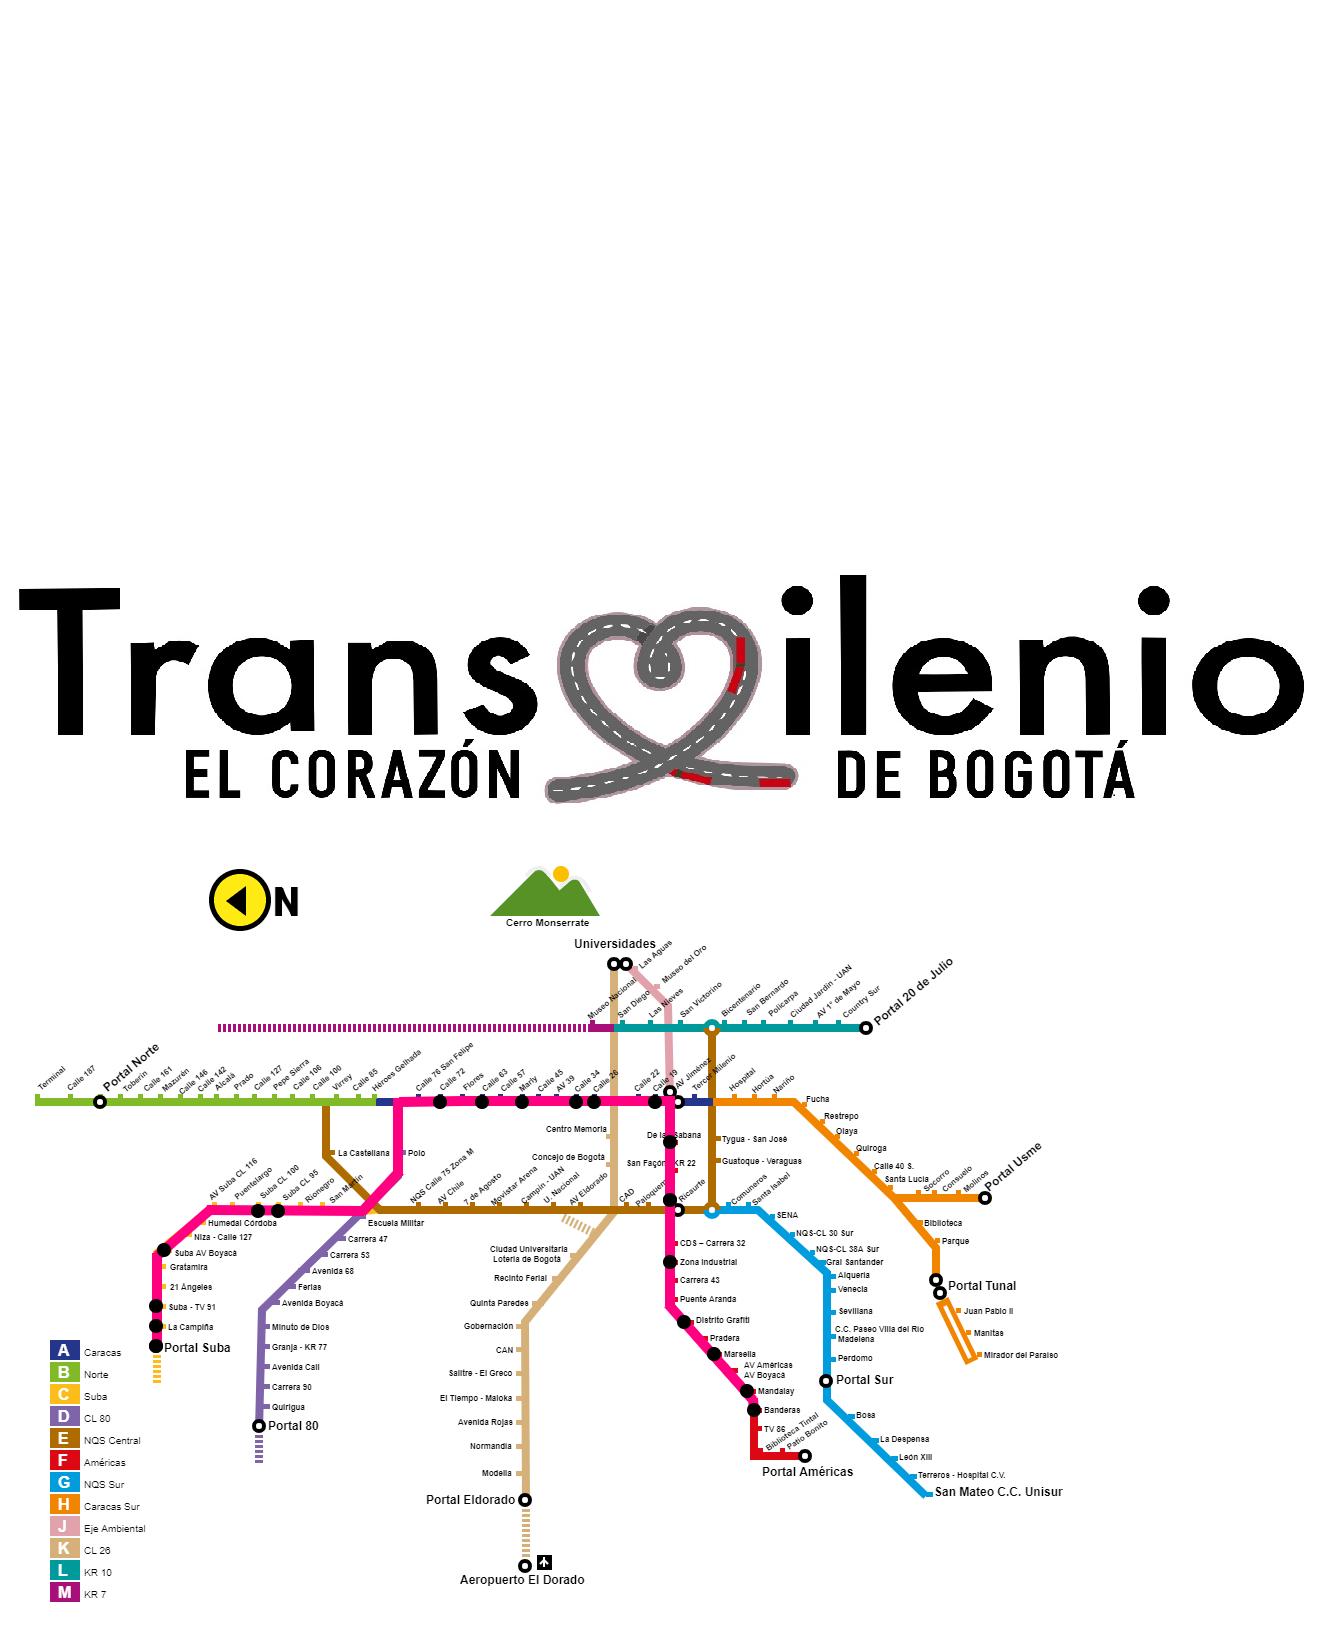 Trans ilenio
EL CORAZÓN DE BOGOTÁ
N
Cerro Monserrate
Universidades
Las Aguas
Museo del Oro
Museo Nacional
San Diego
Las Nieves
San Victorino
Bicentenario
San Bernardo
Policarpa
Ciudad Jardín - UAN
AV 1° de Mayo
Country Sur
Portal 20 de Julio
Terminal
Calle 187
Portal Norte
Toberín
Calle 161
Mazurén
Calle 146
Calle 142
Alcalá
Prado
Calle 127
Pepe Sierra
Calle 106
Calle 100
Virrey
Calle 85
Héroes Gelhada
Calle 76 San Felipe
Calle 72
Flores
Calle 63
Calle 57
Marly
Calle 45
AV 39
Calle 34
Calle 26
Calle 22
Calle 19
AV Jiménez
Tercer Milenio
Hospital
Hortúa
Nariño
Fucha
Restrepo
Olaya
Quiroga
Calle 40 S.
Santa Lucía
Socorro
Consuelo
Molinos
Portal Usme
Biblioteca
Parque
Portal Tunal
Juan Pablo II
Manitas
Mirador del Paraíso
Centro Memoria
Concejo de Bogotá
De la Sabana
San Façon KR 22
Tygua - San José
Guatoque - Veraguas
La Castellana
Polo
NQS Calle 75 Zona M
AV Chile
7 de Agosto
Movistar Arena
Campín - UAN
U. Nacional
AV Eldorado
CAD
Paloquemao
Ricaurte
Comuneros
Santa Isabel
SENA
NQS-CL 30 Sur
NQS-CL 38A Sur
Gral Santander
Alquería
Venecia
Sevillana
C.C. Paseo Villa del Río
Madelena
Perdomo
Portal Sur
Bosa
La Despensa
León XIII
Terreros - Hospital C.V.
San Mateo C.C. Unisur
AV Suba CL 116
Puentelargo
Suba CL 100
Suba CL 95
Rionegro
San Martín
Humedal Córdoba
Niza - Calle 127
Suba AV Boyacá
Gratamira
21 Ángeles
Suba - TV 91
La Campiña
Portal Suba
Escuela Militar
Carrera 47
Carrera 53
Avenida 68
Ferias
Avenida Boyacá
Minuto de Dios
Granja - KR 77
Avenida Cali
Carrera 90
Quirigua
Portal 80
Ciudad Universitaria
Lotería de Bogotá
Recinto Ferial
Quinta Paredes
Gobernación
CAN
Salitre - El Greco
El Tiempo - Maloka
Avenida Rojas
Normandía
Modelia
Portal Eldorado
Aeropuerto El Dorado
CDS – Carrera 32
Zona Industrial
Carrera 43
Puente Aranda
Distrito Grafiti
Pradera
Marsella
AV Américas
AV Boyacá
Mandalay
Banderas
TV 86
Biblioteca Tintal
Patio Bonito
Portal Américas
A Caracas
B Norte
C Suba
D CL 80
E NQS Central
F Américas
G NQS Sur
H Caracas Sur
J Eje Ambiental
K CL 26
L KR 10
M KR 7